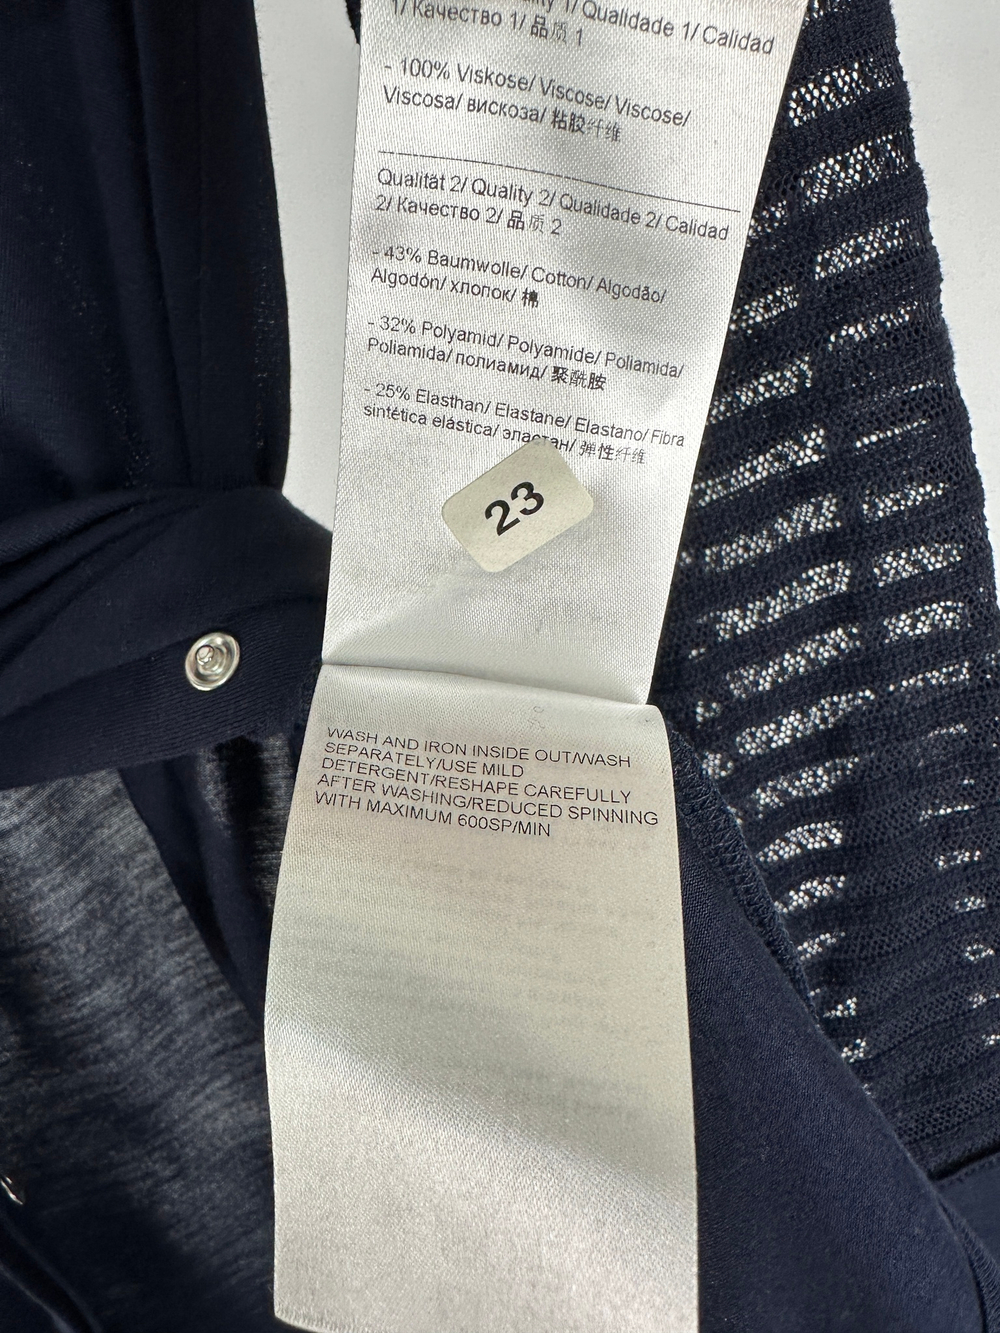 ty 1/ Qualidade 1/ Calidad
1/ Качество 1/ 品质 1
- 100% Viskose/ Viscose/ Viscose/
Viscosa/ вискоза/ 粘胶纤维
Qualität 2/ Quality 2/ Qualidade 2/ Calidad
2/ Качество 2/ 品质 2
- 43% Baumwolle/ Cotton/ Algodão/
Algodón/ хлопок/ 棉
- 32% Polyamid/ Polyamide/ Poliamida/
Poliamida/ полиамид/ 聚酰胺
- 25% Elasthan/ Elastane/ Elastano/ Fibra
sintética elástica/ эластан/ 弹性纤维
23
WASH AND IRON INSIDE OUT/WASH
SEPARATELY/USE MILD
DETERGENT/RESHAPE CAREFULLY
AFTER WASHING/REDUCED SPINNING
WITH MAXIMUM 600SP/MIN